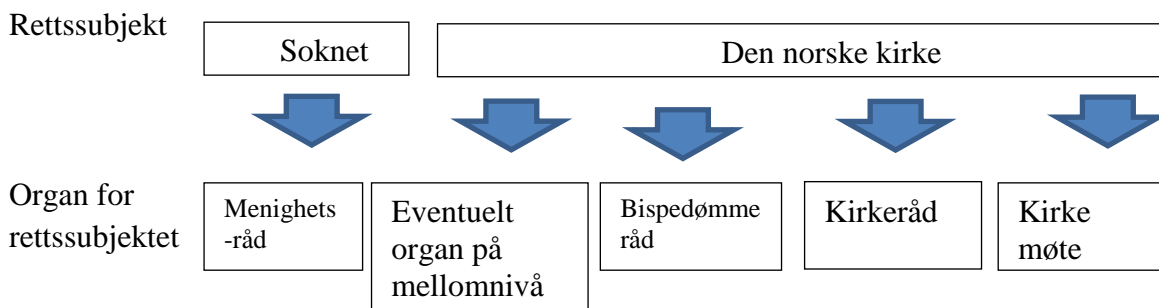 Rettssubjekt
Soknet
Den norske kirke
Organ for
rettssubjektet
Menighets
-råd
Eventuelt
organ på
mellomnivå
Bispedømme
råd
Kirkeråd
Kirke
møte